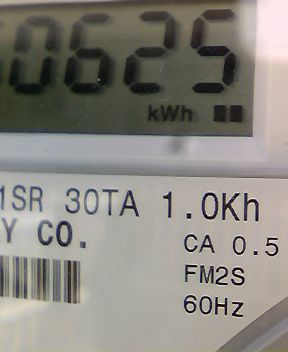 0625
kWh
1SR 30TA 1.0Kh
Y CO.
CA 0.5
FM2S
60Hz